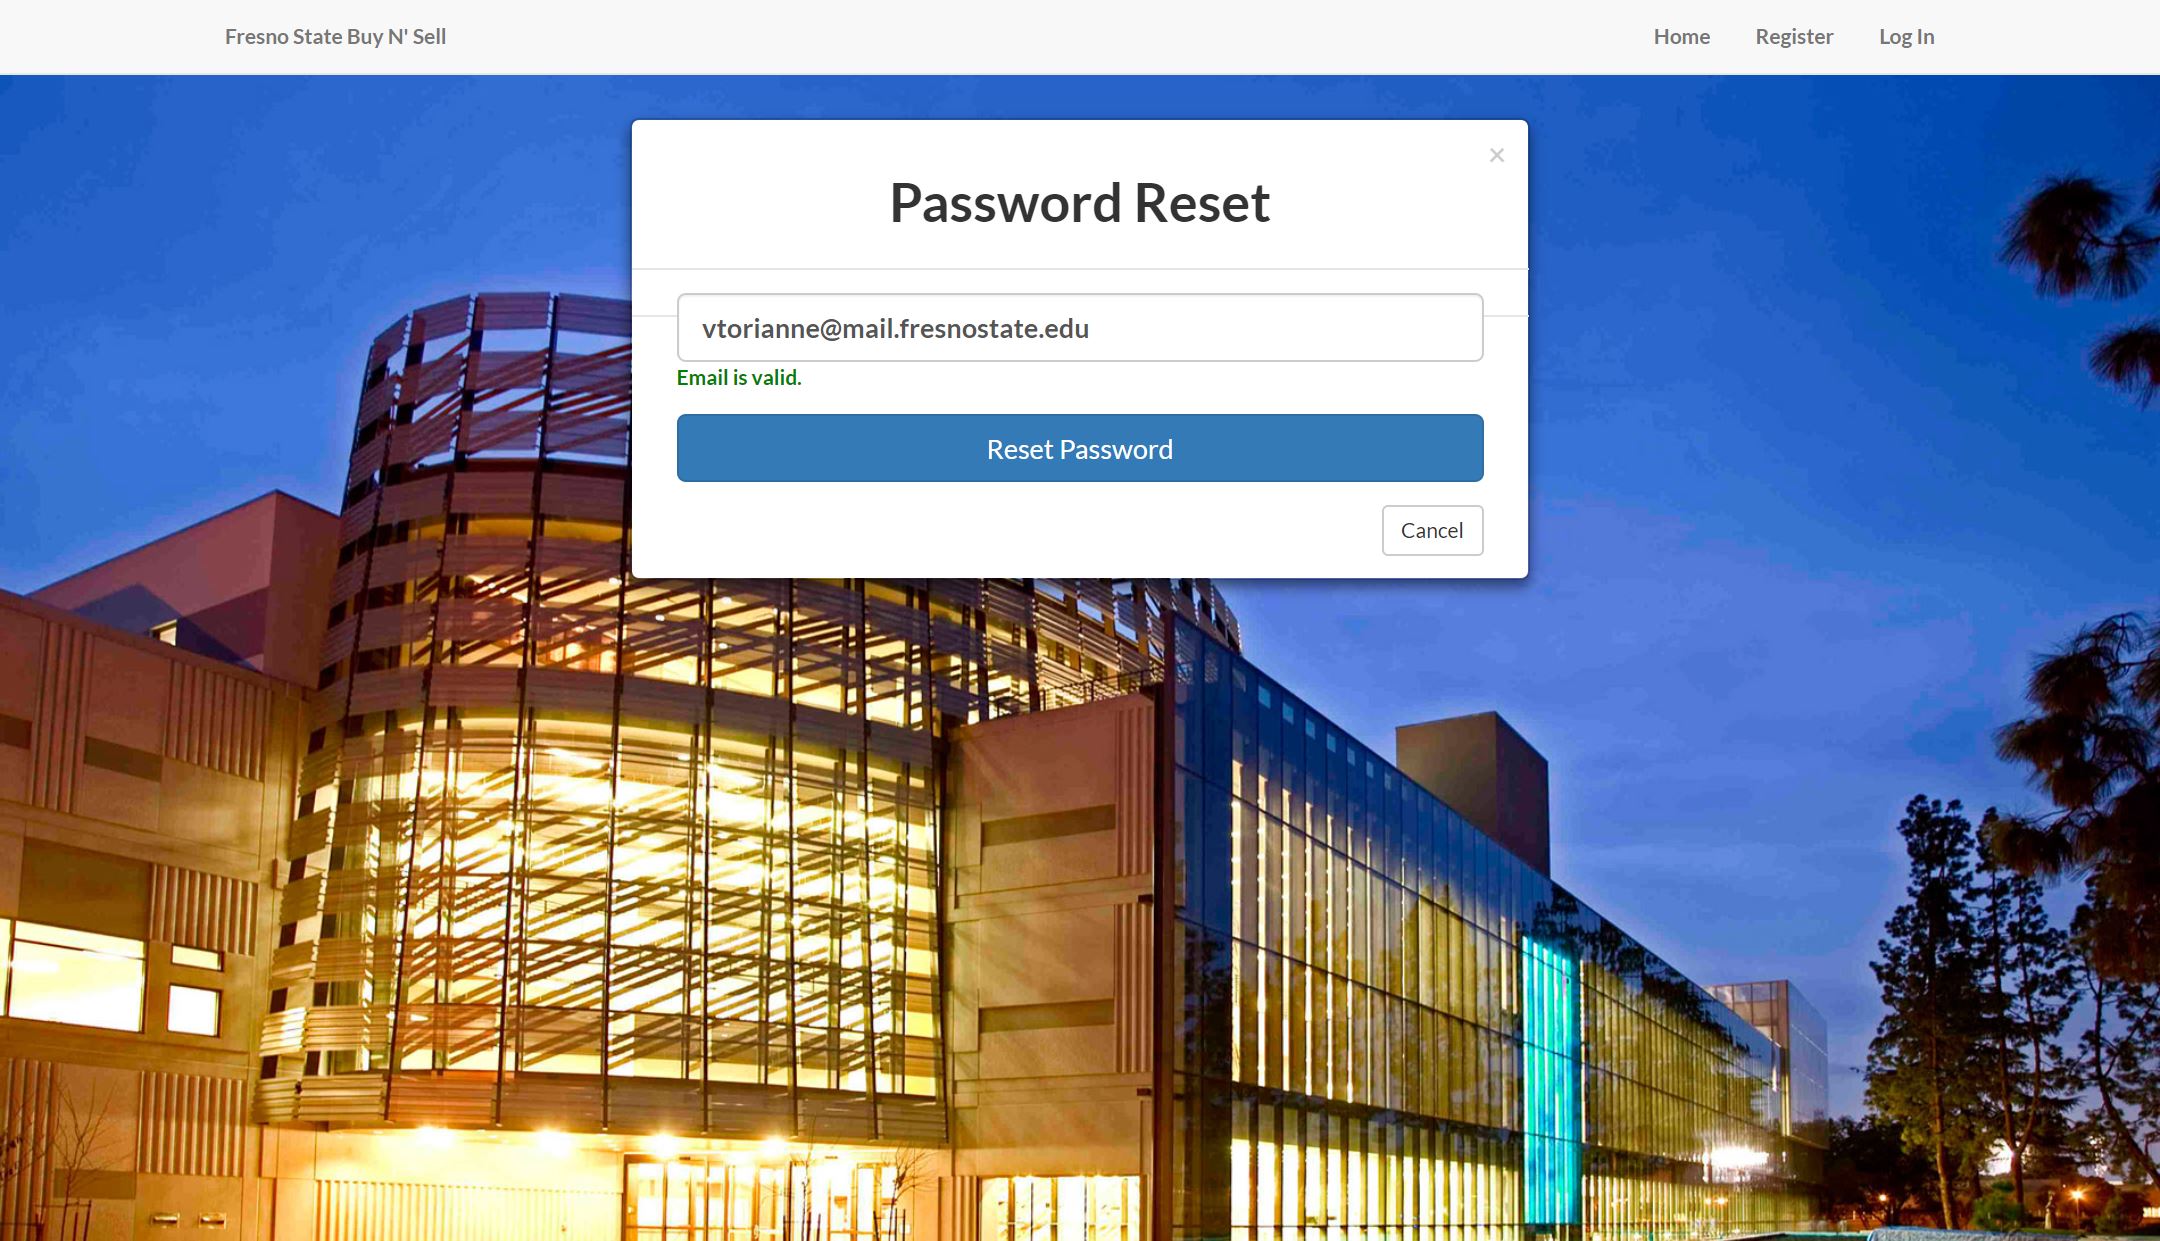 Fresno State Buy N' Sell
Home
Register
Log In
×
Password Reset
vtorianne@mail.fresnostate.edu
Email is valid.
Reset Password
Cancel